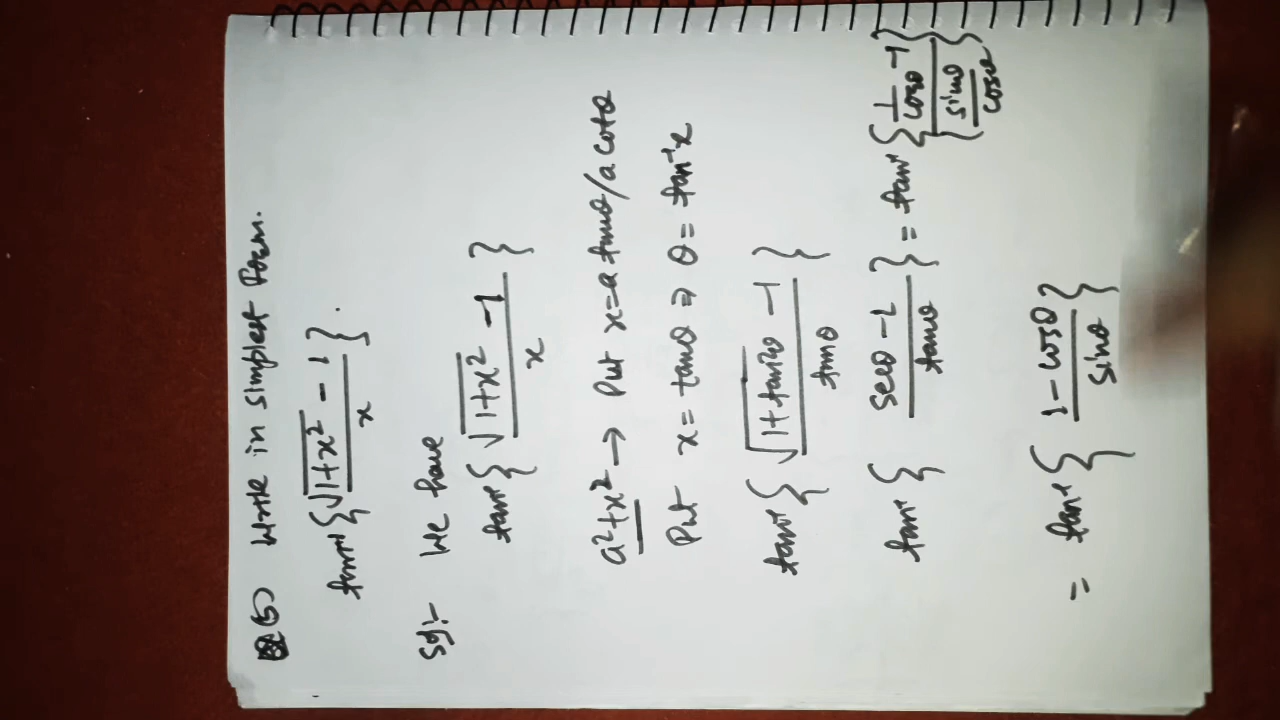 Q(5) Write in simplest form.
tan⁻¹{√1+x² - 1 / x}.
Sol:- We have
tan⁻¹{√1+x² - 1 / x}
a²+x² → Put x=a tanθ/a cotθ
Put x = tanθ ⇒ θ = tan⁻¹x
tan⁻¹{√1+tan²θ - 1 / tanθ}
tan⁻¹{secθ - 1 / tanθ} = tan⁻¹{1/cosθ - 1 / sinθ/cosθ}
= tan⁻¹{1 - cosθ / sinθ}